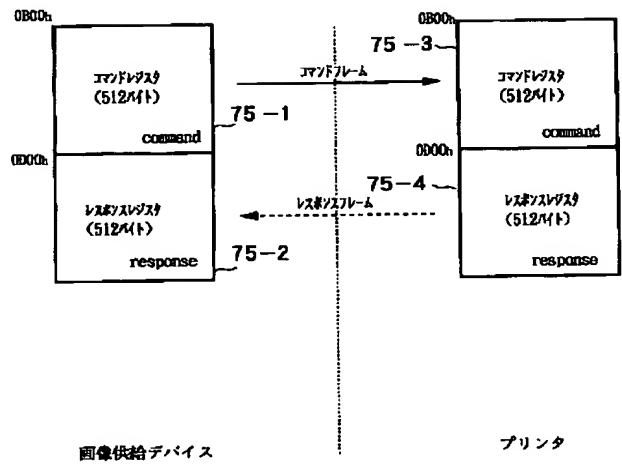 0B00h
コマンドレジスタ
(512バイト)
command
75-1
0D00h
レスポンスレジスタ
(512バイト)
response
75-2
コマンドフレーム
レスポンスフレーム
0B00h
75-3
コマンドレジスタ
(512バイト)
command
0D00h
75-4
レスポンスレジスタ
(512バイト)
response
画像供給デバイス
プリンタ